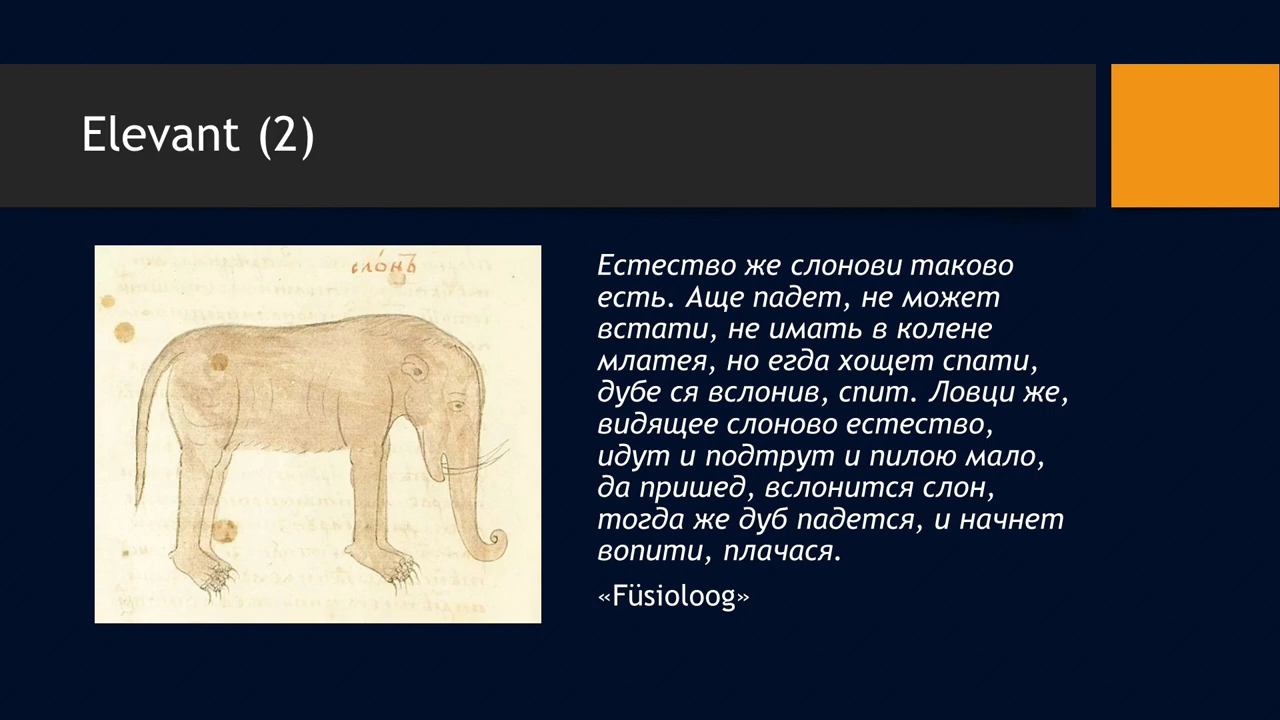 Elevant (2)
слонъ
Естество же слонови таково
есть. Аще падет, не может
встати, не имать в колене
млатея, но егда хощет спати,
дубе ся вслонив, спит. Ловци же,
видящее слоново естество,
идут и подтрут и пилою мало,
да пришед, вслонится слон,
тогда же дуб падется, и начнет
вопити, плачася.
«Füsioloog»